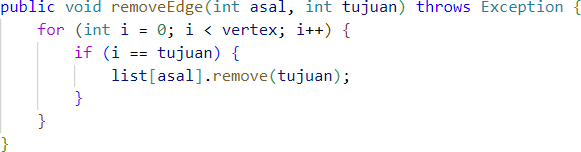 public void removeEdge(int asal, int tujuan) throws Exception {
    for (int i = 0; i < vertex; i++) {
        if (i == tujuan) {
            list[asal].remove(tujuan);
        }
    }
}